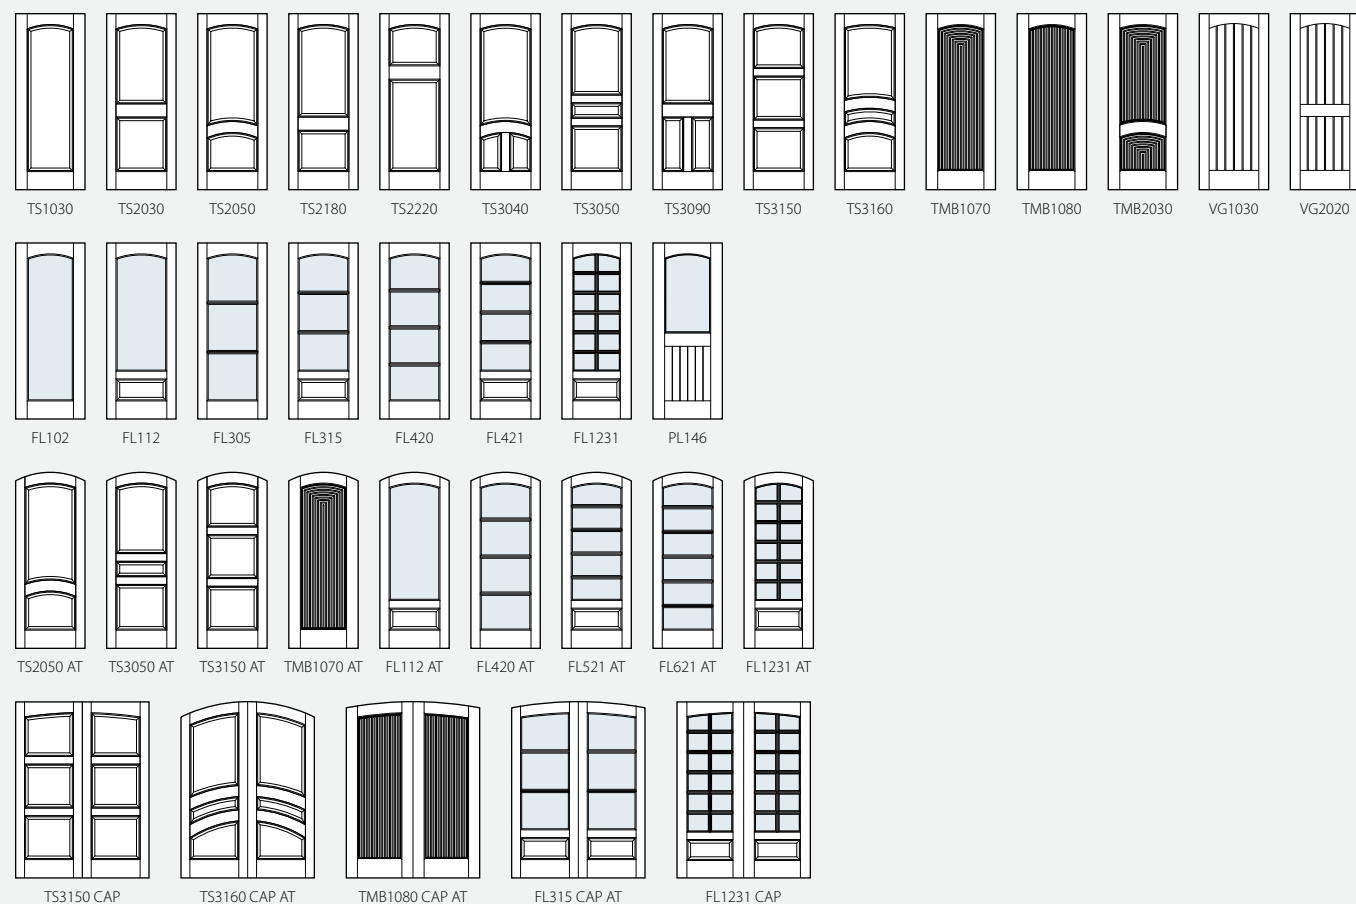 TS1030 TS2030 TS2050 TS2180 TS2220 TS3040 TS3050 TS3090 TS3150 TS3160 TMB1070 TMB1080 TMB2030 VG1030 VG2020
FL102 FL112 FL305 FL315 FL420 FL421 FL1231 PL146
TS2050 AT TS3050 AT TS3150 AT TMB1070 AT FL112 AT FL420 AT FL521 AT FL621 AT FL1231 AT
TS3150 CAP TS3160 CAP AT TMB1080 CAP AT FL315 CAP AT FL1231 CAP